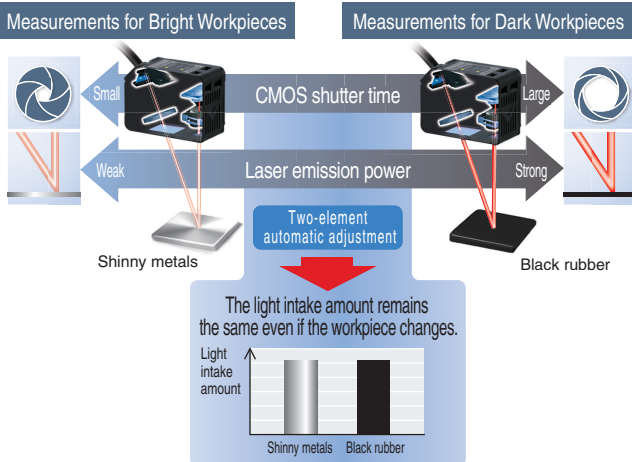 Measurements for Bright Workpieces
Measurements for Dark Workpieces
Small
CMOS shutter time
Large
Weak
Laser emission power
Strong
Two-element
automatic adjustment
Shinny metals
Black rubber
The light intake amount remains
the same even if the workpiece changes.
Light
intake
amount
Shinny metals
Black rubber